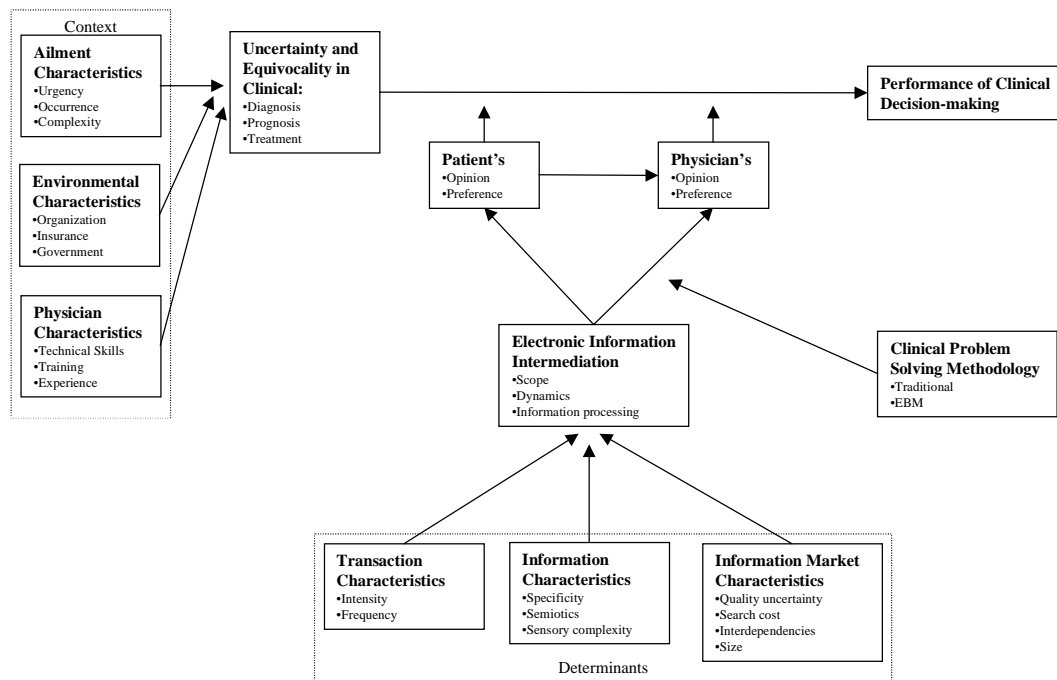 Context
Ailment
Characteristics
•Urgency
•Occurrence
•Complexity
Environmental
Characteristics
•Organization
•Insurance
•Government
Physician
Characteristics
•Technical Skills
•Training
•Experience
Uncertainty and
Equivocality in
Clinical:
•Diagnosis
•Prognosis
•Treatment
Performance of Clinical
Decision-making
Patient’s
•Opinion
•Preference
Physician’s
•Opinion
•Preference
Electronic Information
Intermediation
•Scope
•Dynamics
•Information processing
Clinical Problem
Solving Methodology
•Traditional
•EBM
Transaction
Characteristics
•Intensity
•Frequency
Information
Characteristics
•Specificity
•Semiotics
•Sensory complexity
Information Market
Characteristics
•Quality uncertainty
•Search cost
•Interdependencies
•Size
Determinants